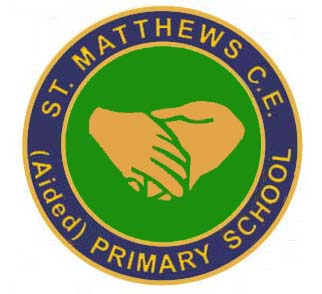 ST. MATTHEWS C.E.
(Aided) PRIMARY SCHOOL